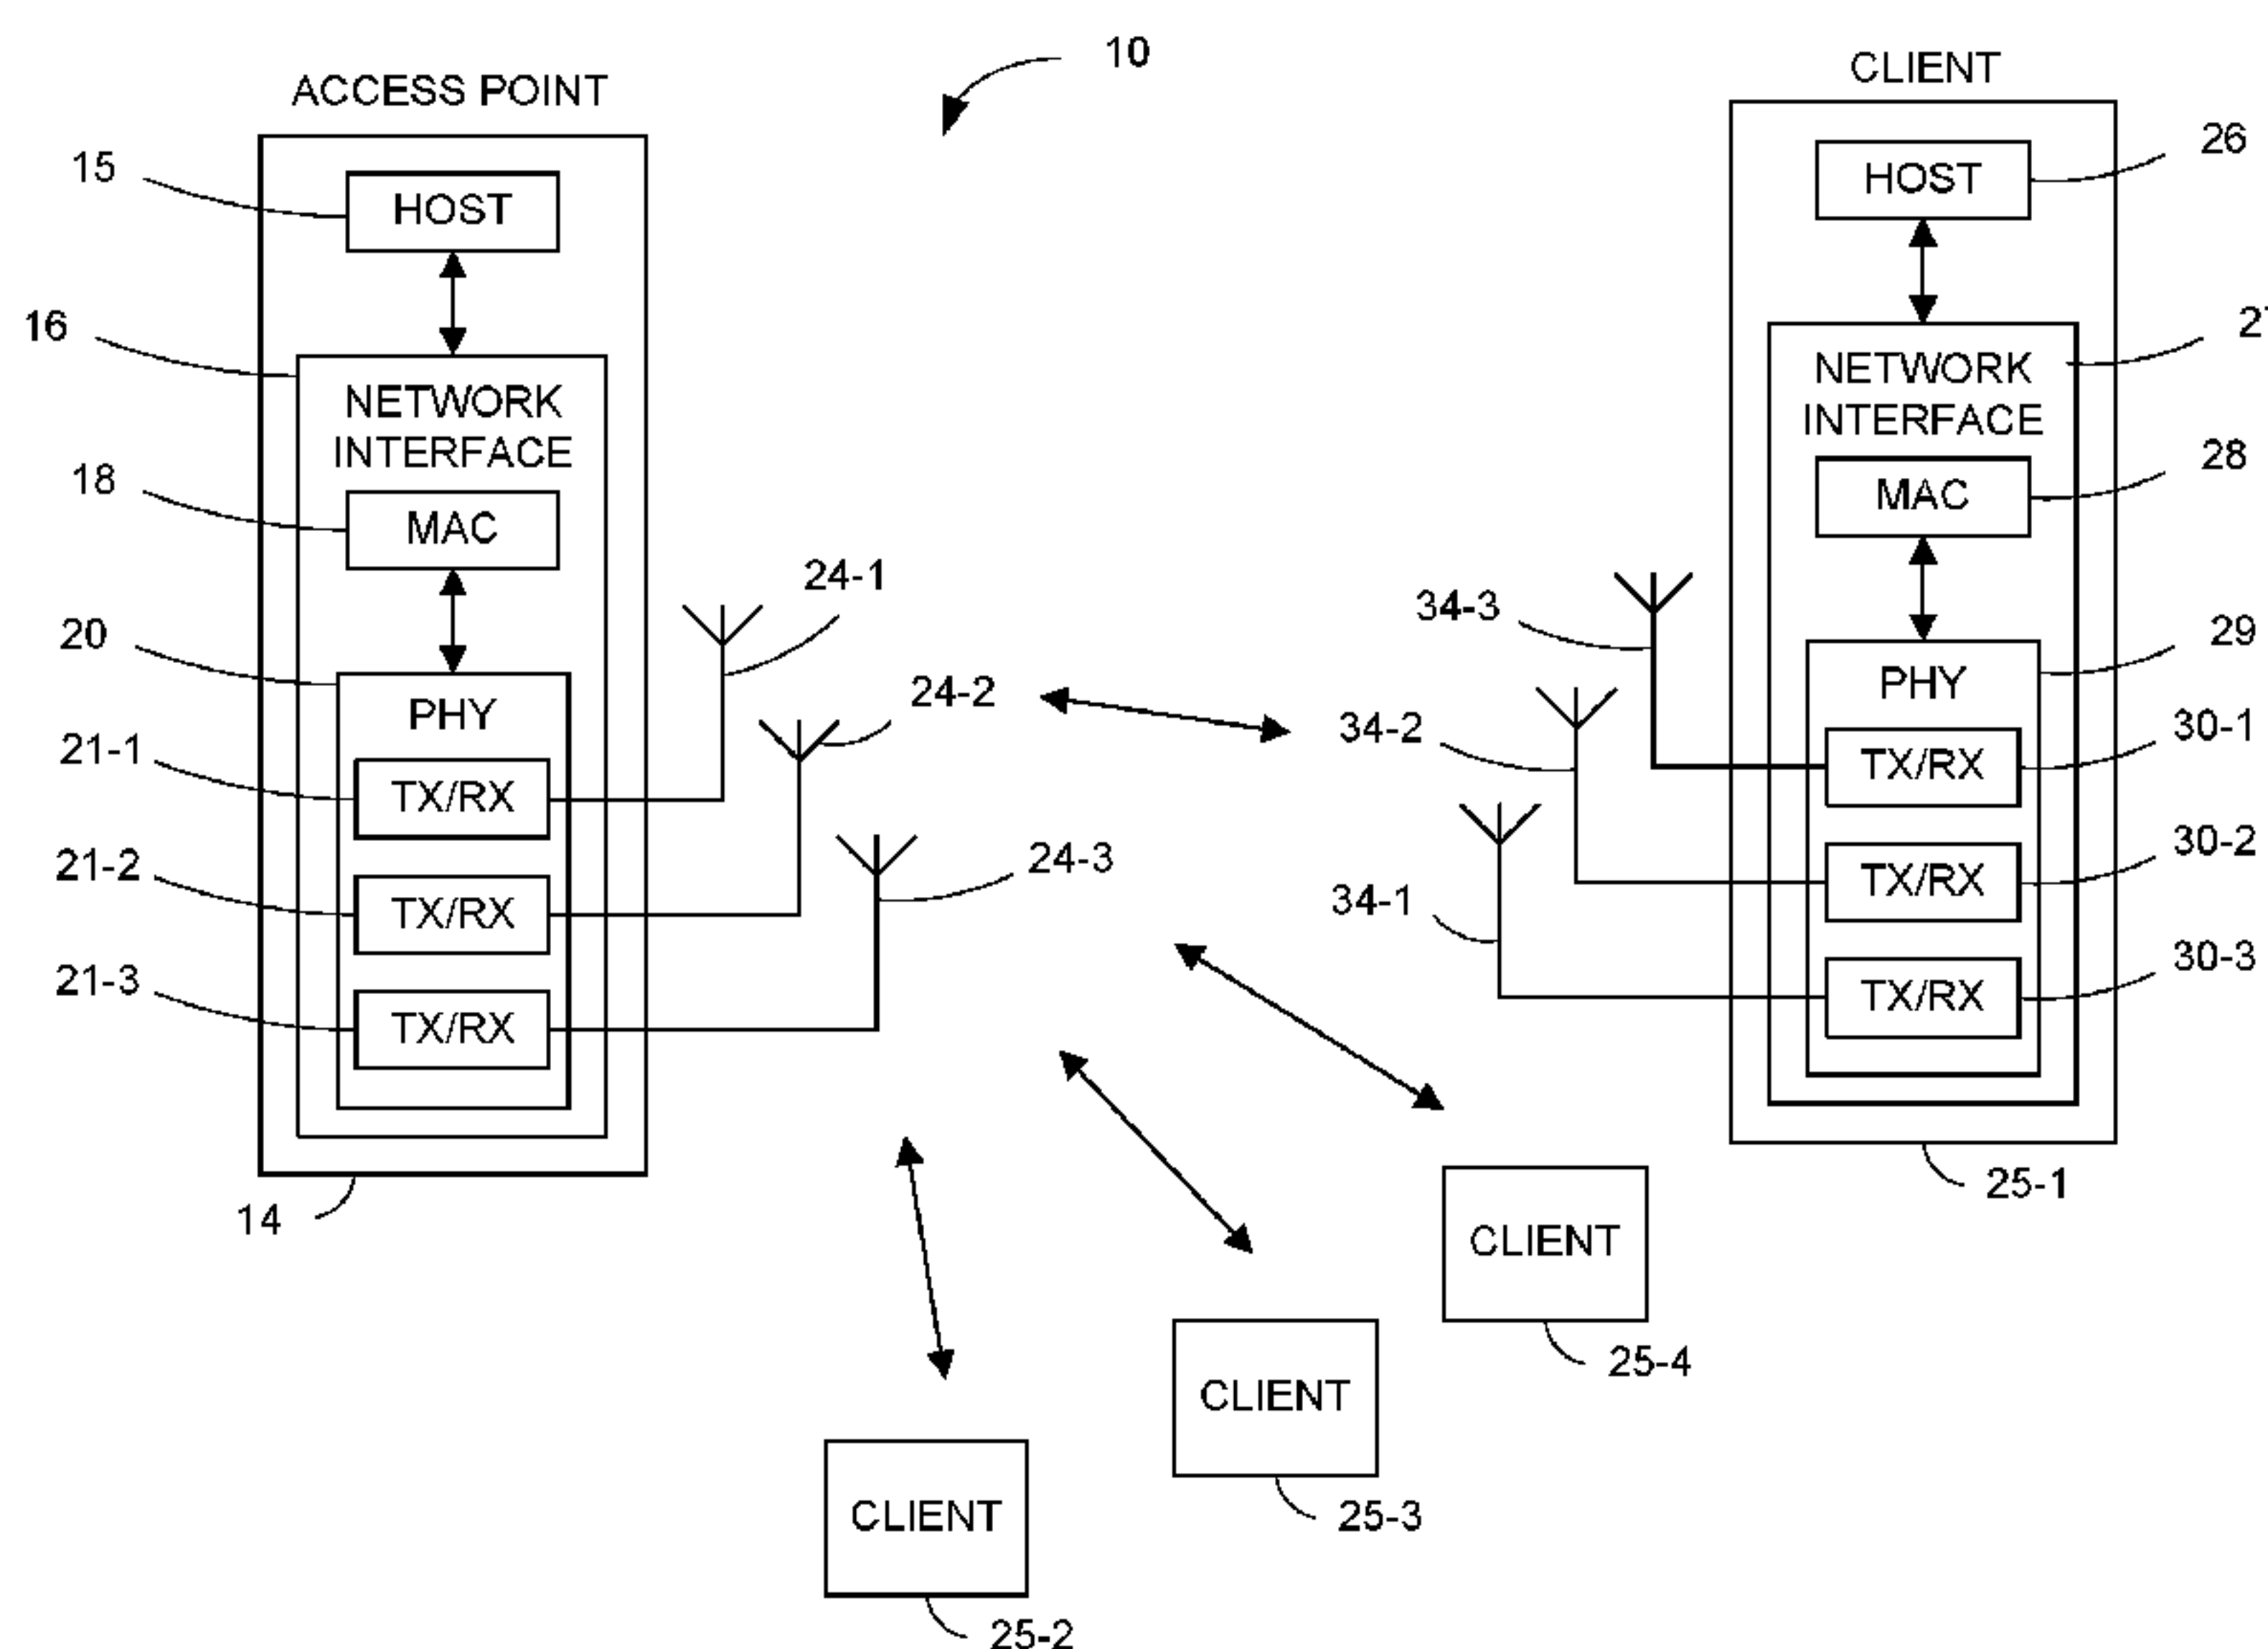 10
ACCESS POINT
15
HOST
16
NETWORK
INTERFACE
18
MAC
20
PHY
21-1
TX/RX
21-2
TX/RX
21-3
TX/RX
14
24-1
24-2
24-3
CLIENT
26
HOST
NETWORK
INTERFACE
28
MAC
29
PHY
34-3
34-2
34-1
30-1
TX/RX
30-2
TX/RX
30-3
TX/RX
25-1
CLIENT
25-4
CLIENT
25-3
CLIENT
25-2